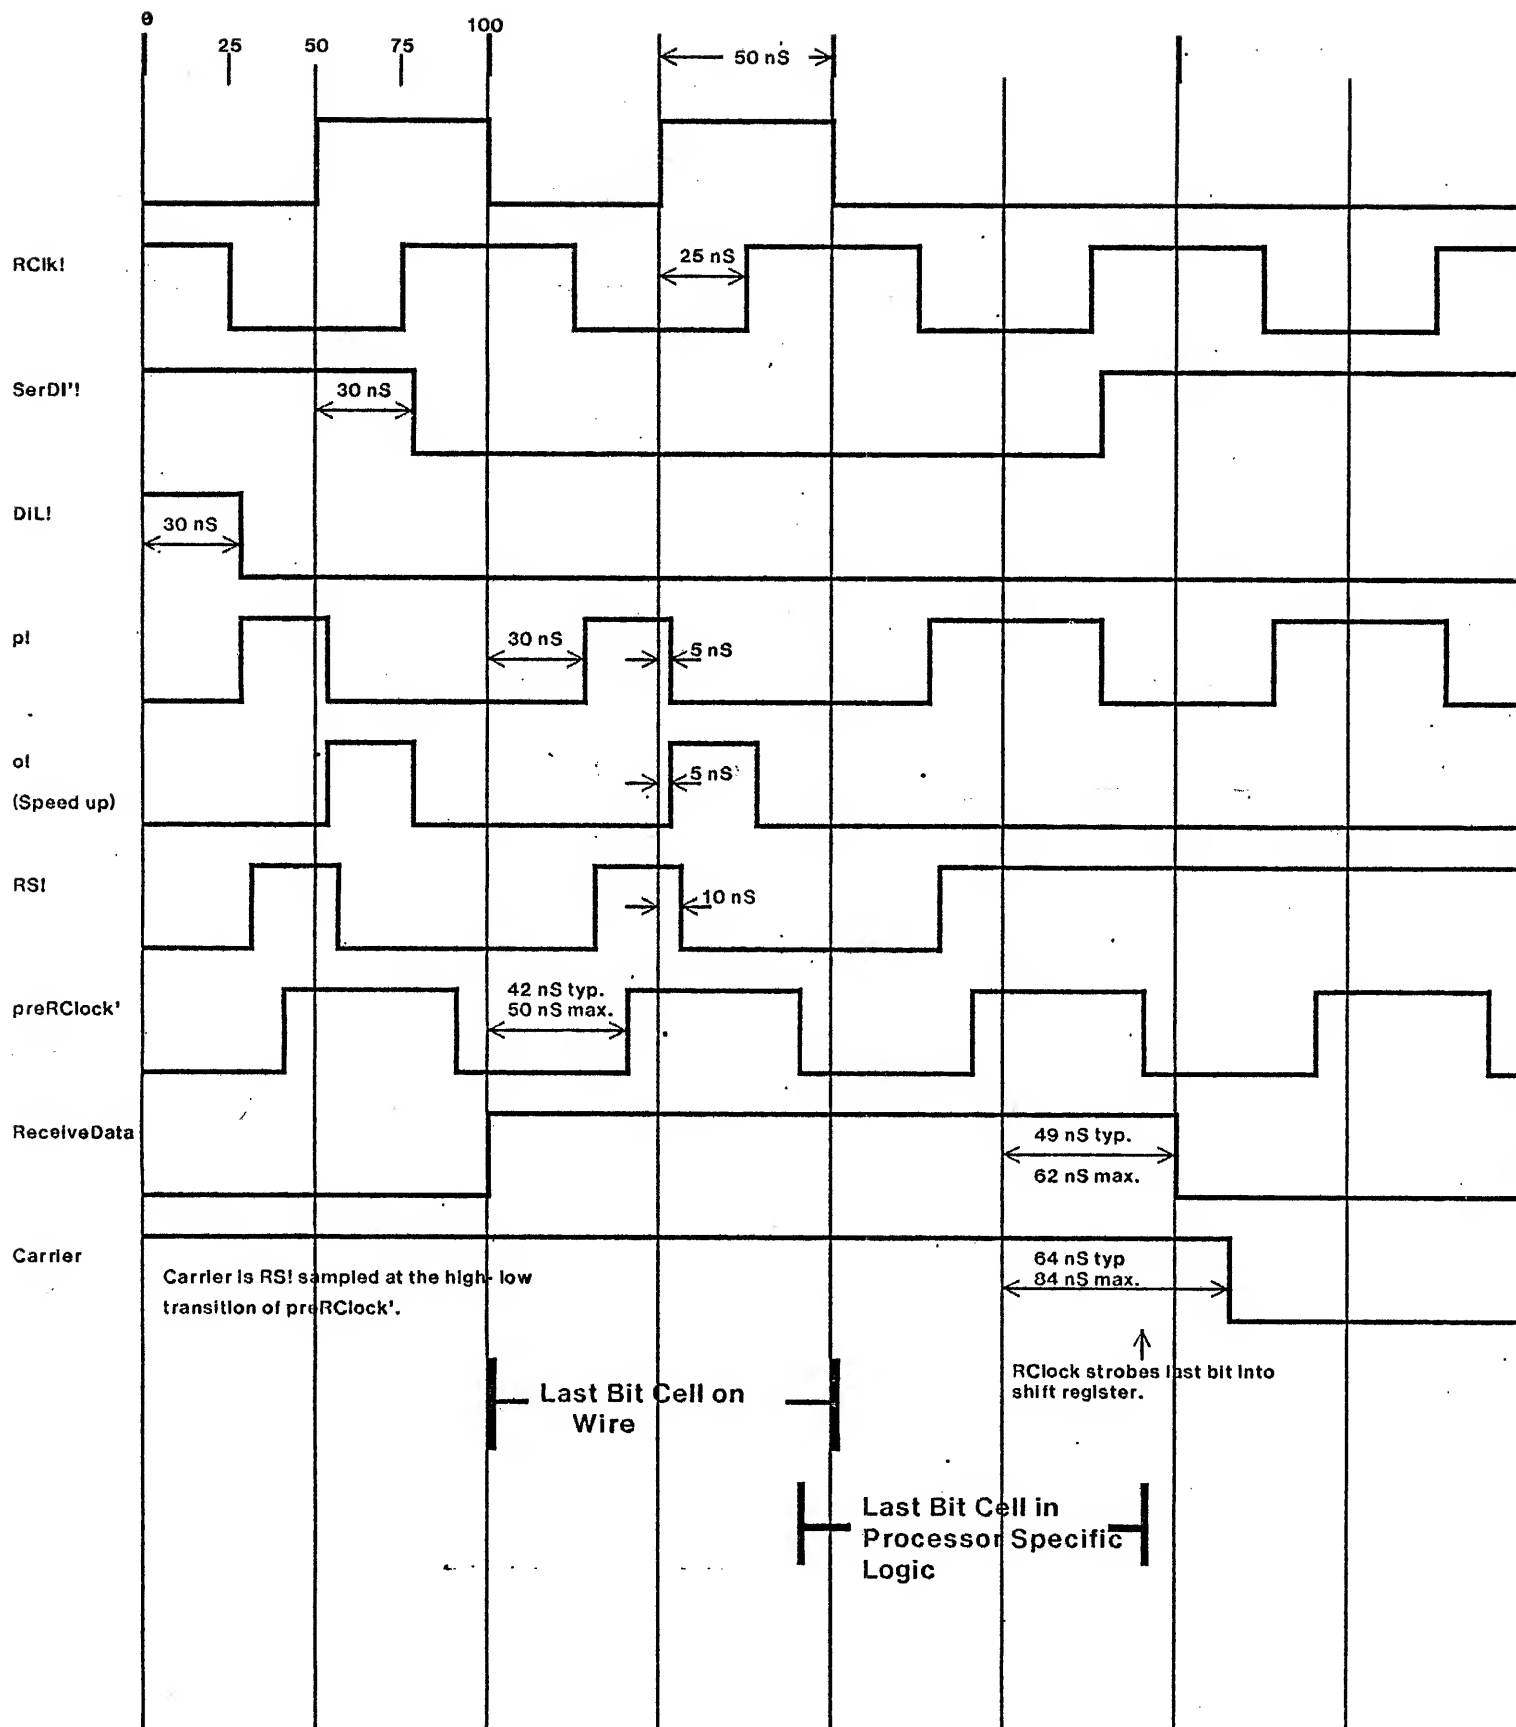 0
100
25
50
75
50 nS
RClk!
25 nS
SerDI'!
30 nS
DIL!
30 nS
p!
30 nS
5 nS
o!
(Speed up)
5 nS
RS!
10 nS
preRClock'
42 nS typ.
50 nS max.
ReceiveData
49 nS typ.
62 nS max.
Carrier
64 nS typ
84 nS max.
Carrier is RS! sampled at the high- low
transition of preRClock'.
RClock strobes last bit into
shift register.
Last Bit Cell on
Wire
Last Bit Cell in
Processor Specific
Logic